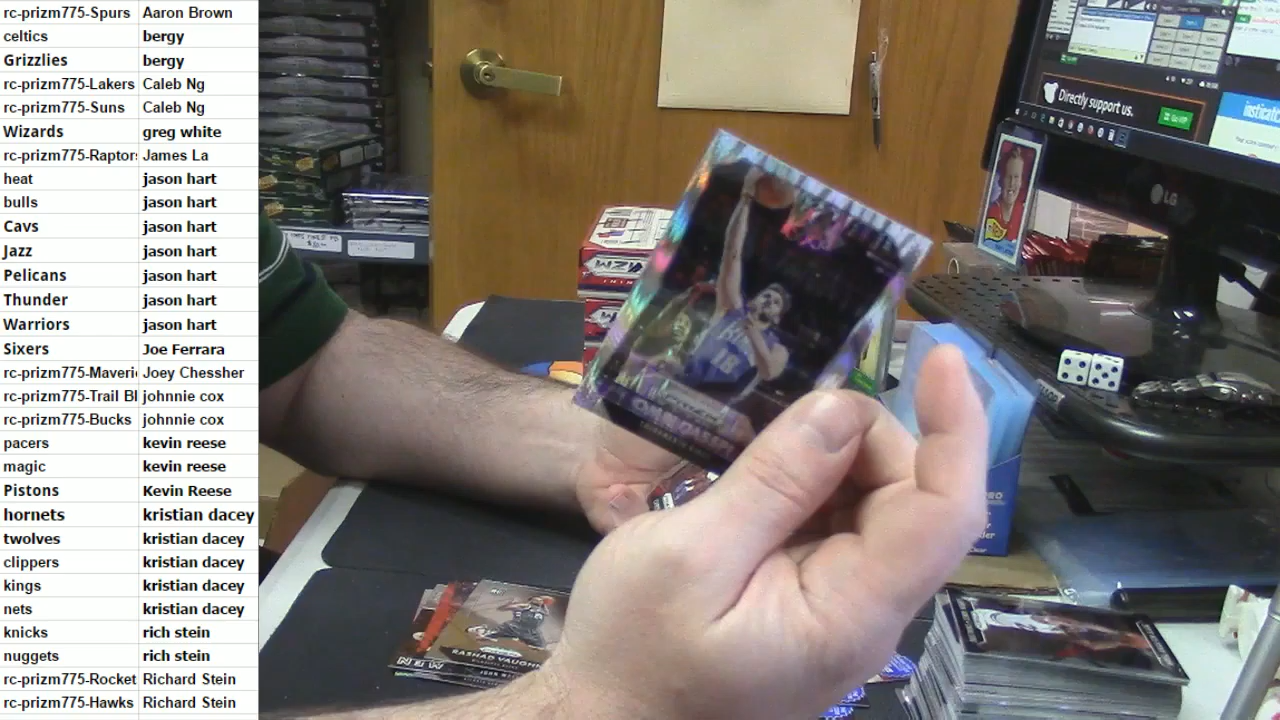 rc-prizm775-Spurs Aaron Brown
celtics bergy
Grizzlies bergy
rc-prizm775-Lakers Caleb Ng
rc-prizm775-Suns Caleb Ng
Wizards greg white
rc-prizm775-Raptors James La
heat jason hart
bulls jason hart
Cavs jason hart
Jazz jason hart
Pelicans jason hart
Thunder jason hart
Warriors jason hart
Sixers Joe Ferrara
rc-prizm775-Maveri Joey Chessher
rc-prizm775-Trail Bl johnnie cox
rc-prizm775-Bucks johnnie cox
pacers kevin reese
magic kevin reese
Pistons Kevin Reese
hornets kristian dacey
twolves kristian dacey
clippers kristian dacey
kings kristian dacey
nets kristian dacey
knicks rich stein
nuggets rich stein
rc-prizm775-Rocket Richard Stein
rc-prizm775-Hawks Richard Stein
Directly support us.
LG
RASHAD VAUGHN
PRO